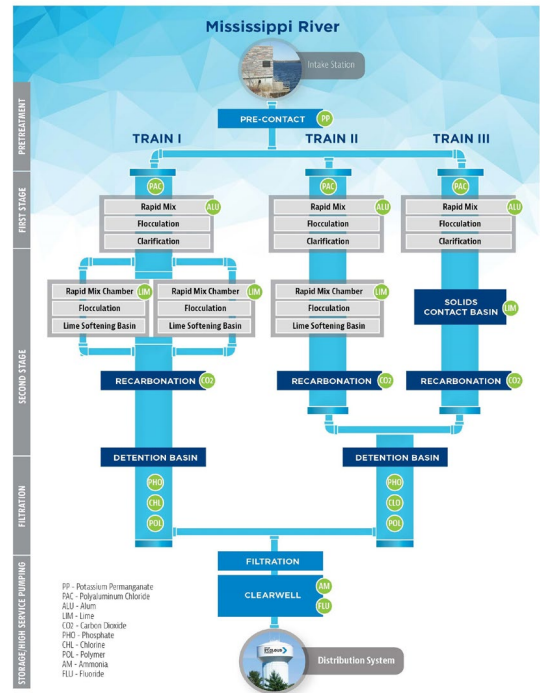 Mississippi River
Intake Station
PRE-CONTACT PP
TRAIN I TRAIN II TRAIN III
PRETREATMENT
PAC PAC PAC
Rapid Mix ALU Rapid Mix ALU Rapid Mix ALU
Flocculation Flocculation Flocculation
Clarification Clarification Clarification
FIRST STAGE
Rapid Mix Chamber LIM Rapid Mix Chamber LIM Rapid Mix Chamber LIM
Flocculation Flocculation Flocculation
Lime Softening Basin Lime Softening Basin Lime Softening Basin
SOLIDS
CONTACT BASIN LIM
RECARBONATION CO2 RECARBONATION CO2 RECARBONATION CO2
SECOND STAGE
DETENTION BASIN DETENTION BASIN
PHO PHO
CHL CLO
POL POL
FILTRATION
FILTRATION
CLEARWELL AM
FLU
STORAGE/HIGH SERVICE PUMPING
PP - Potassium Permanganate
PAC - Polyaluminum Chloride
ALU - Alum
LIM - Lime
CO2 - Carbon Dioxide
PHO - Phosphate
CHL - Chlorine
POL - Polymer
AM - Ammonia
FLU - Fluoride
CLOUD
Distribution System